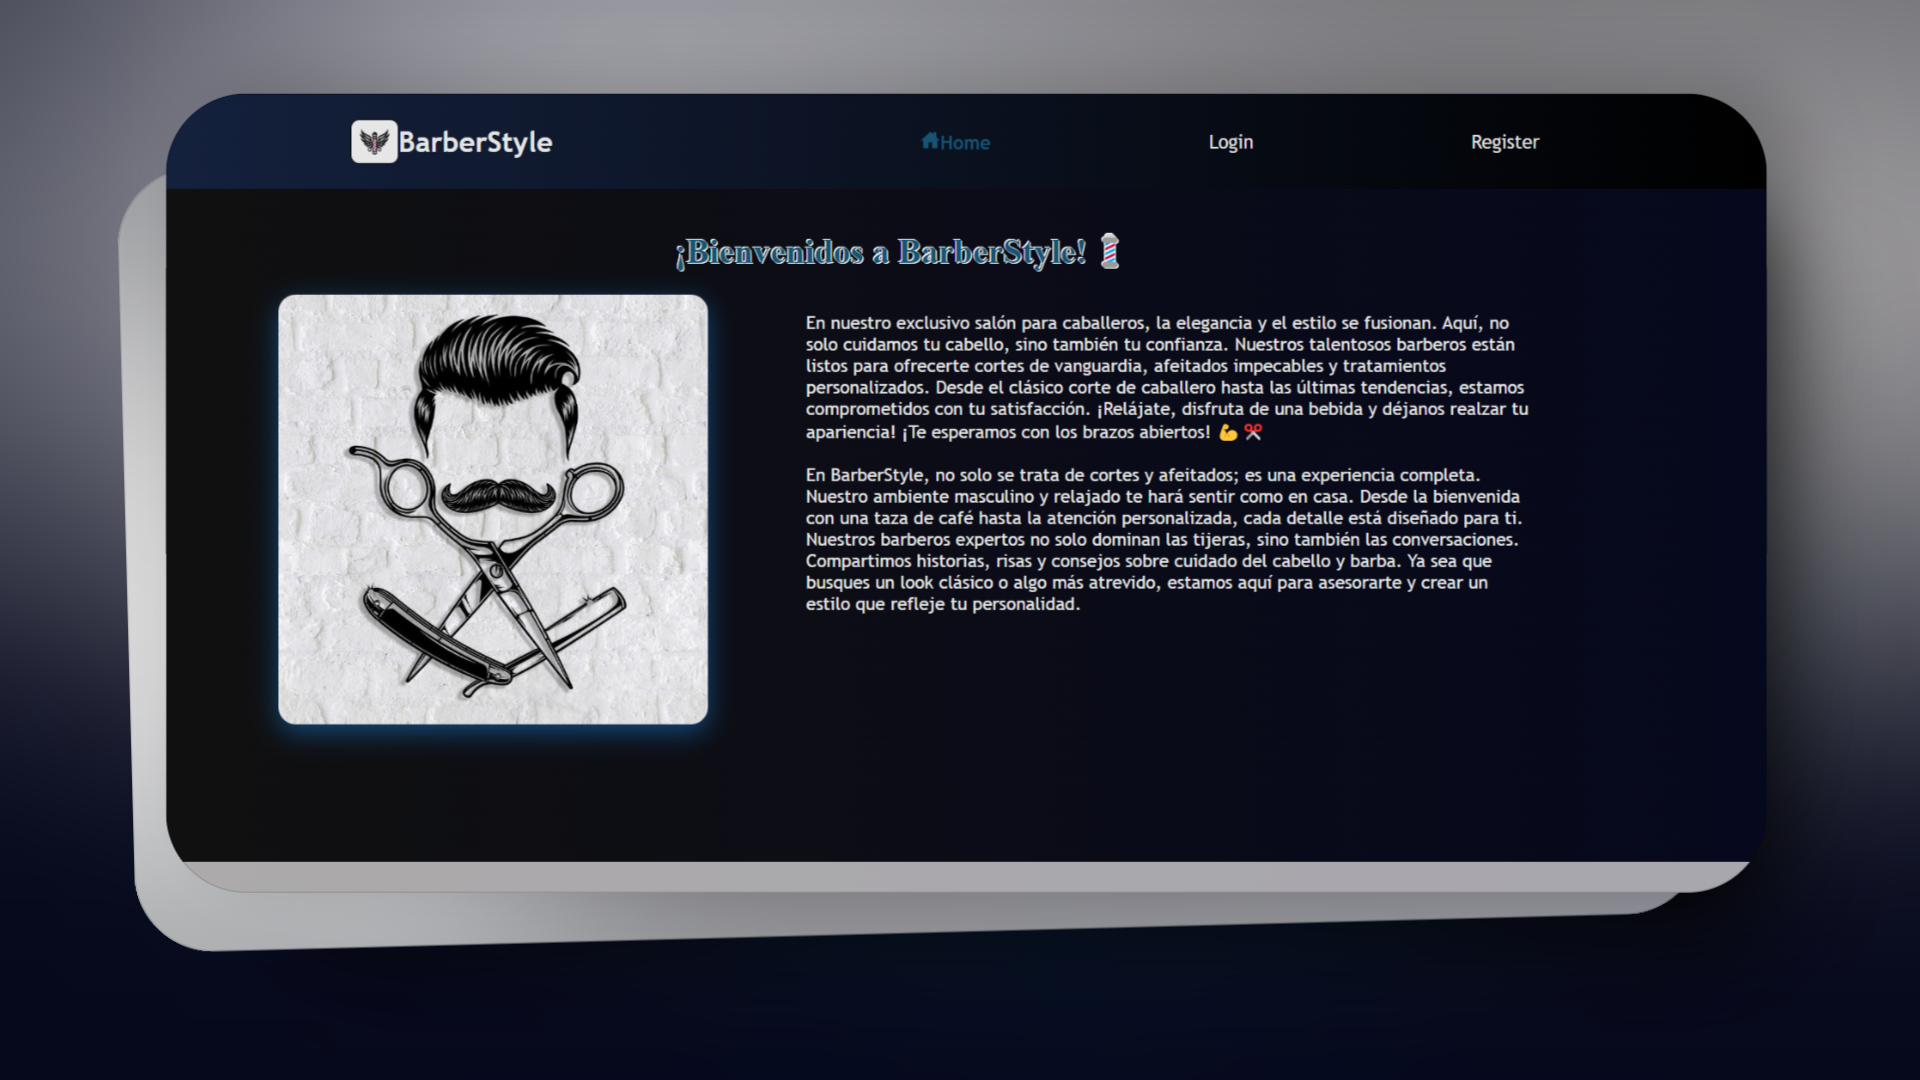 BarberStyle
Home
Login
Register
¡Bienvenidos a BarberStyle! 💈
En nuestro exclusivo salón para caballeros, la elegancia y el estilo se fusionan. Aquí, no
solo cuidamos tu cabello, sino también tu confianza. Nuestros talentosos barberos están
listos para ofrecerte cortes de vanguardia, afeitados impecables y tratamientos
personalizados. Desde el clásico corte de caballero hasta las últimas tendencias, estamos
comprometidos con tu satisfacción. ¡Relájate, disfruta de una bebida y déjanos realzar tu
apariencia! ¡Te esperamos con los brazos abiertos! 💪 ✂️
En BarberStyle, no solo se trata de cortes y afeitados; es una experiencia completa.
Nuestro ambiente masculino y relajado te hará sentir como en casa. Desde la bienvenida
con una taza de café hasta la atención personalizada, cada detalle está diseñado para ti.
Nuestros barberos expertos no solo dominan las tijeras, sino también las conversaciones.
Compartimos historias, risas y consejos sobre cuidado del cabello y barba. Ya sea que
busques un look clásico o algo más atrevido, estamos aquí para asesorarte y crear un
estilo que refleje tu personalidad.